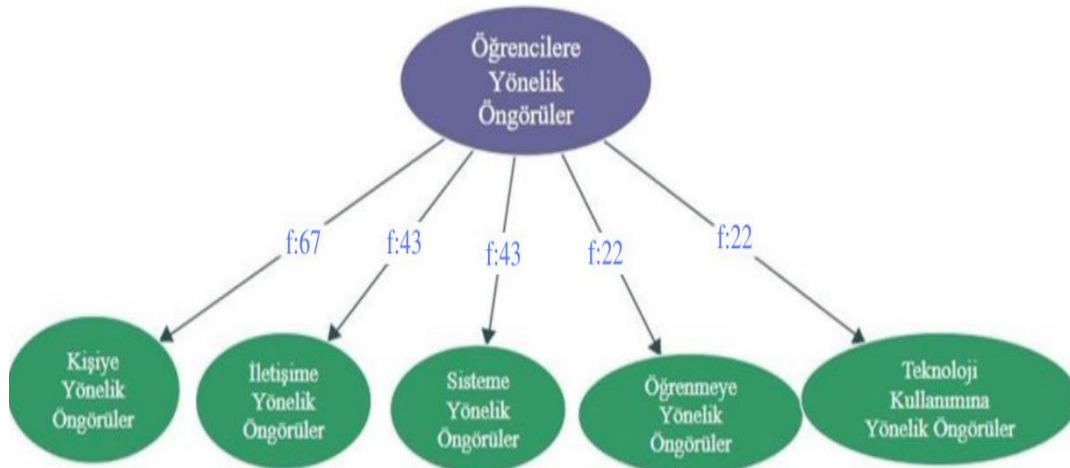 Öğrencilere
Yönelik
Öngörüler
f:67
f:43
f:43
f:22
f:22
Kişiye
Yönelik
Öngörüler
İletişime
Yönelik
Öngörüler
Sisteme
Yönelik
Öngörüler
Öğrenmeye
Yönelik
Öngörüler
Teknoloji
Kullanımına
Yönelik Öngörüler